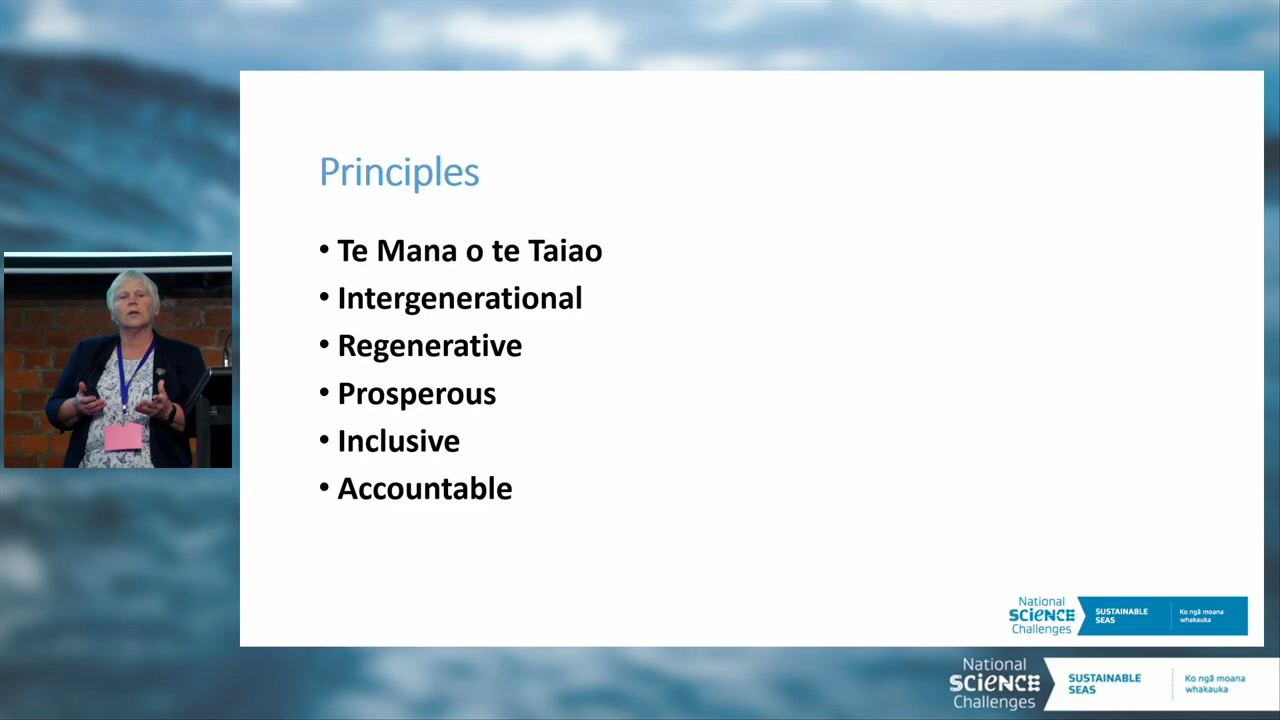 Principles
• Te Mana o te Taiao
• Intergenerational
• Regenerative
• Prosperous
• Inclusive
• Accountable
National
SCIENCE
Challenges
SUSTAINABLE
SEAS
Ko ngā moana
whakauka
National
SCIENCE
Challenges
SUSTAINABLE
SEAS
Ko ngā moana
whakauka